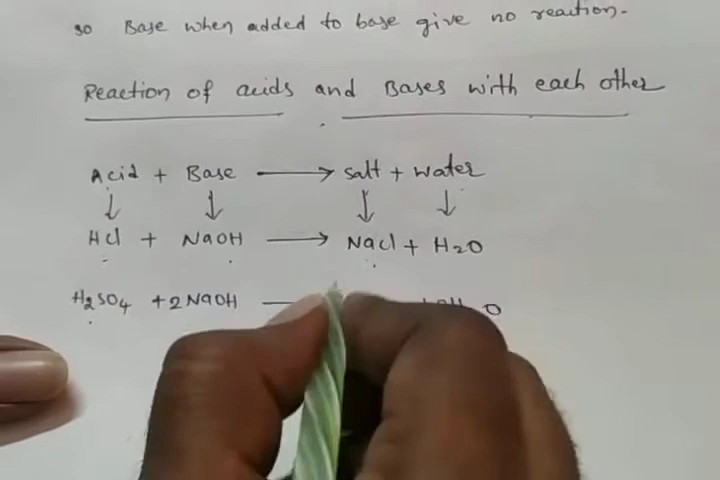 so Base when added to base give no reaction.
Reaction of acids and Bases with each other
Acid + Base → salt + water
↓ ↓ ↓ ↓
HCl + NaOH → NaCl + H2O
H2SO4 + 2NaOH